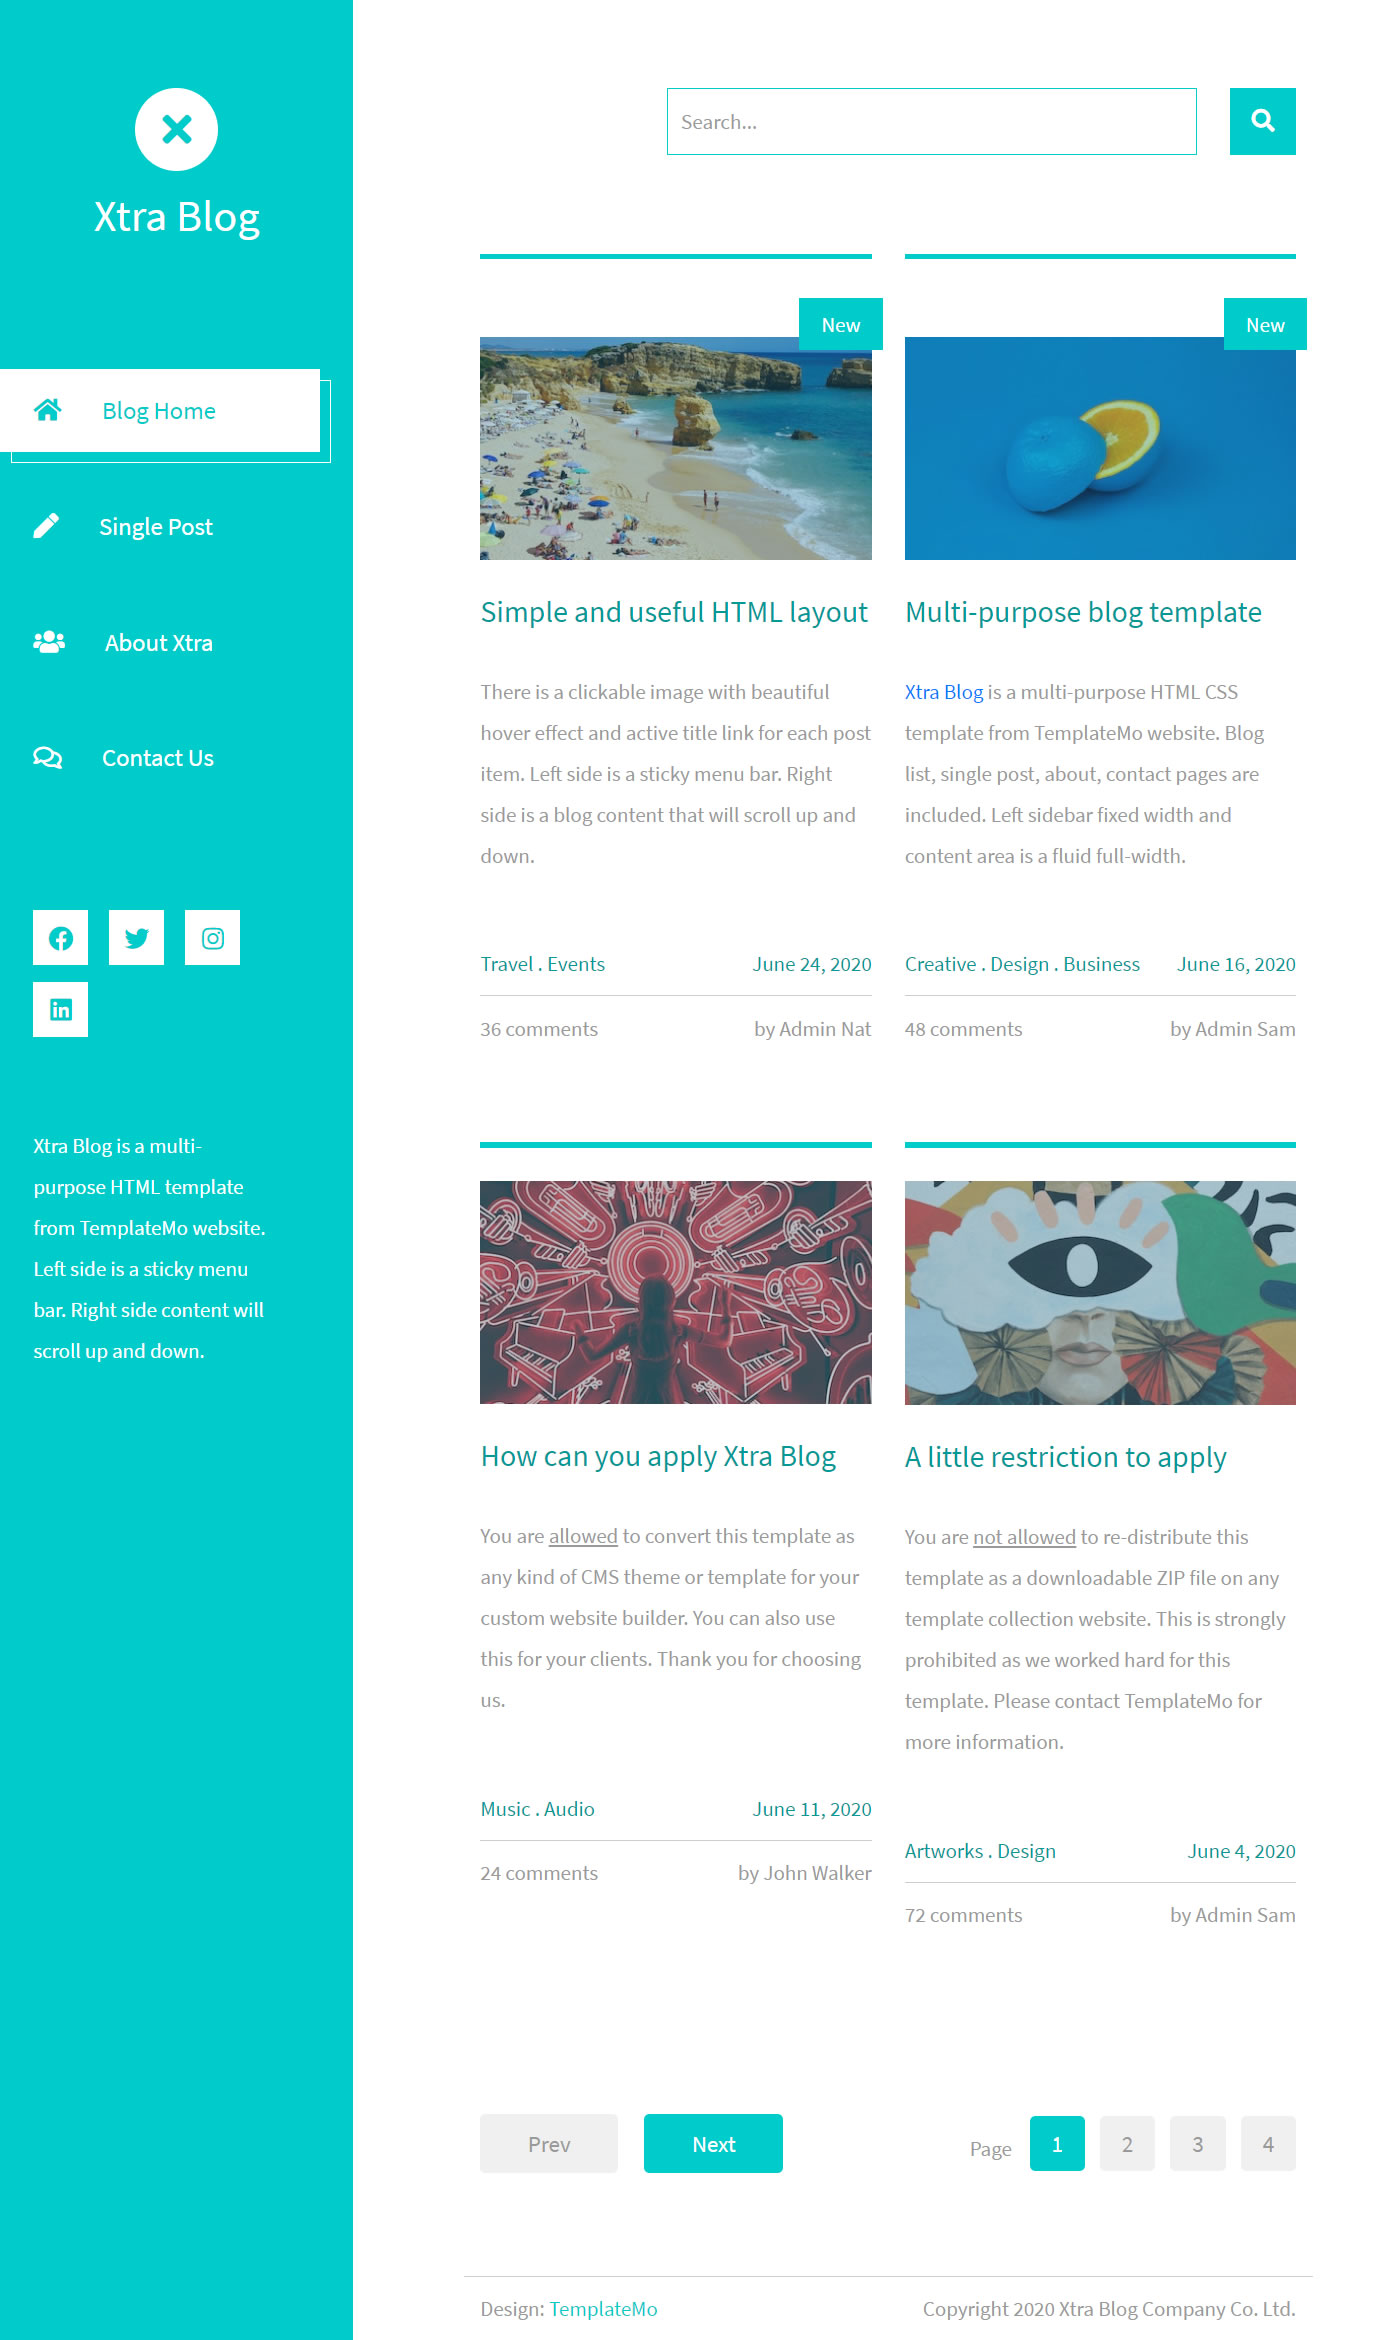 Xtra Blog
Blog Home
Single Post
About Xtra
Contact Us
Xtra Blog is a multi-
purpose HTML template
from TemplateMo website.
Left side is a sticky menu
bar. Right side content will
scroll up and down.
Search...
New
Simple and useful HTML layout
There is a clickable image with beautiful
hover effect and active title link for each post
item. Left side is a sticky menu bar. Right
side is a blog content that will scroll up and
down.
Travel . Events
June 24, 2020
36 comments
by Admin Nat
New
Multi-purpose blog template
Xtra Blog is a multi-purpose HTML CSS
template from TemplateMo website. Blog
list, single post, about, contact pages are
included. Left sidebar fixed width and
content area is a fluid full-width.
Creative . Design . Business
June 16, 2020
48 comments
by Admin Sam
How can you apply Xtra Blog
You are allowed to convert this template as
any kind of CMS theme or template for your
custom website builder. You can also use
this for your clients. Thank you for choosing
us.
Music . Audio
June 11, 2020
24 comments
by John Walker
A little restriction to apply
You are not allowed to re-distribute this
template as a downloadable ZIP file on any
template collection website. This is strongly
prohibited as we worked hard for this
template. Please contact TemplateMo for
more information.
Artworks . Design
June 4, 2020
72 comments
by Admin Sam
Prev
Next
Page
1
2
3
4
Design: TemplateMo
Copyright 2020 Xtra Blog Company Co. Ltd.